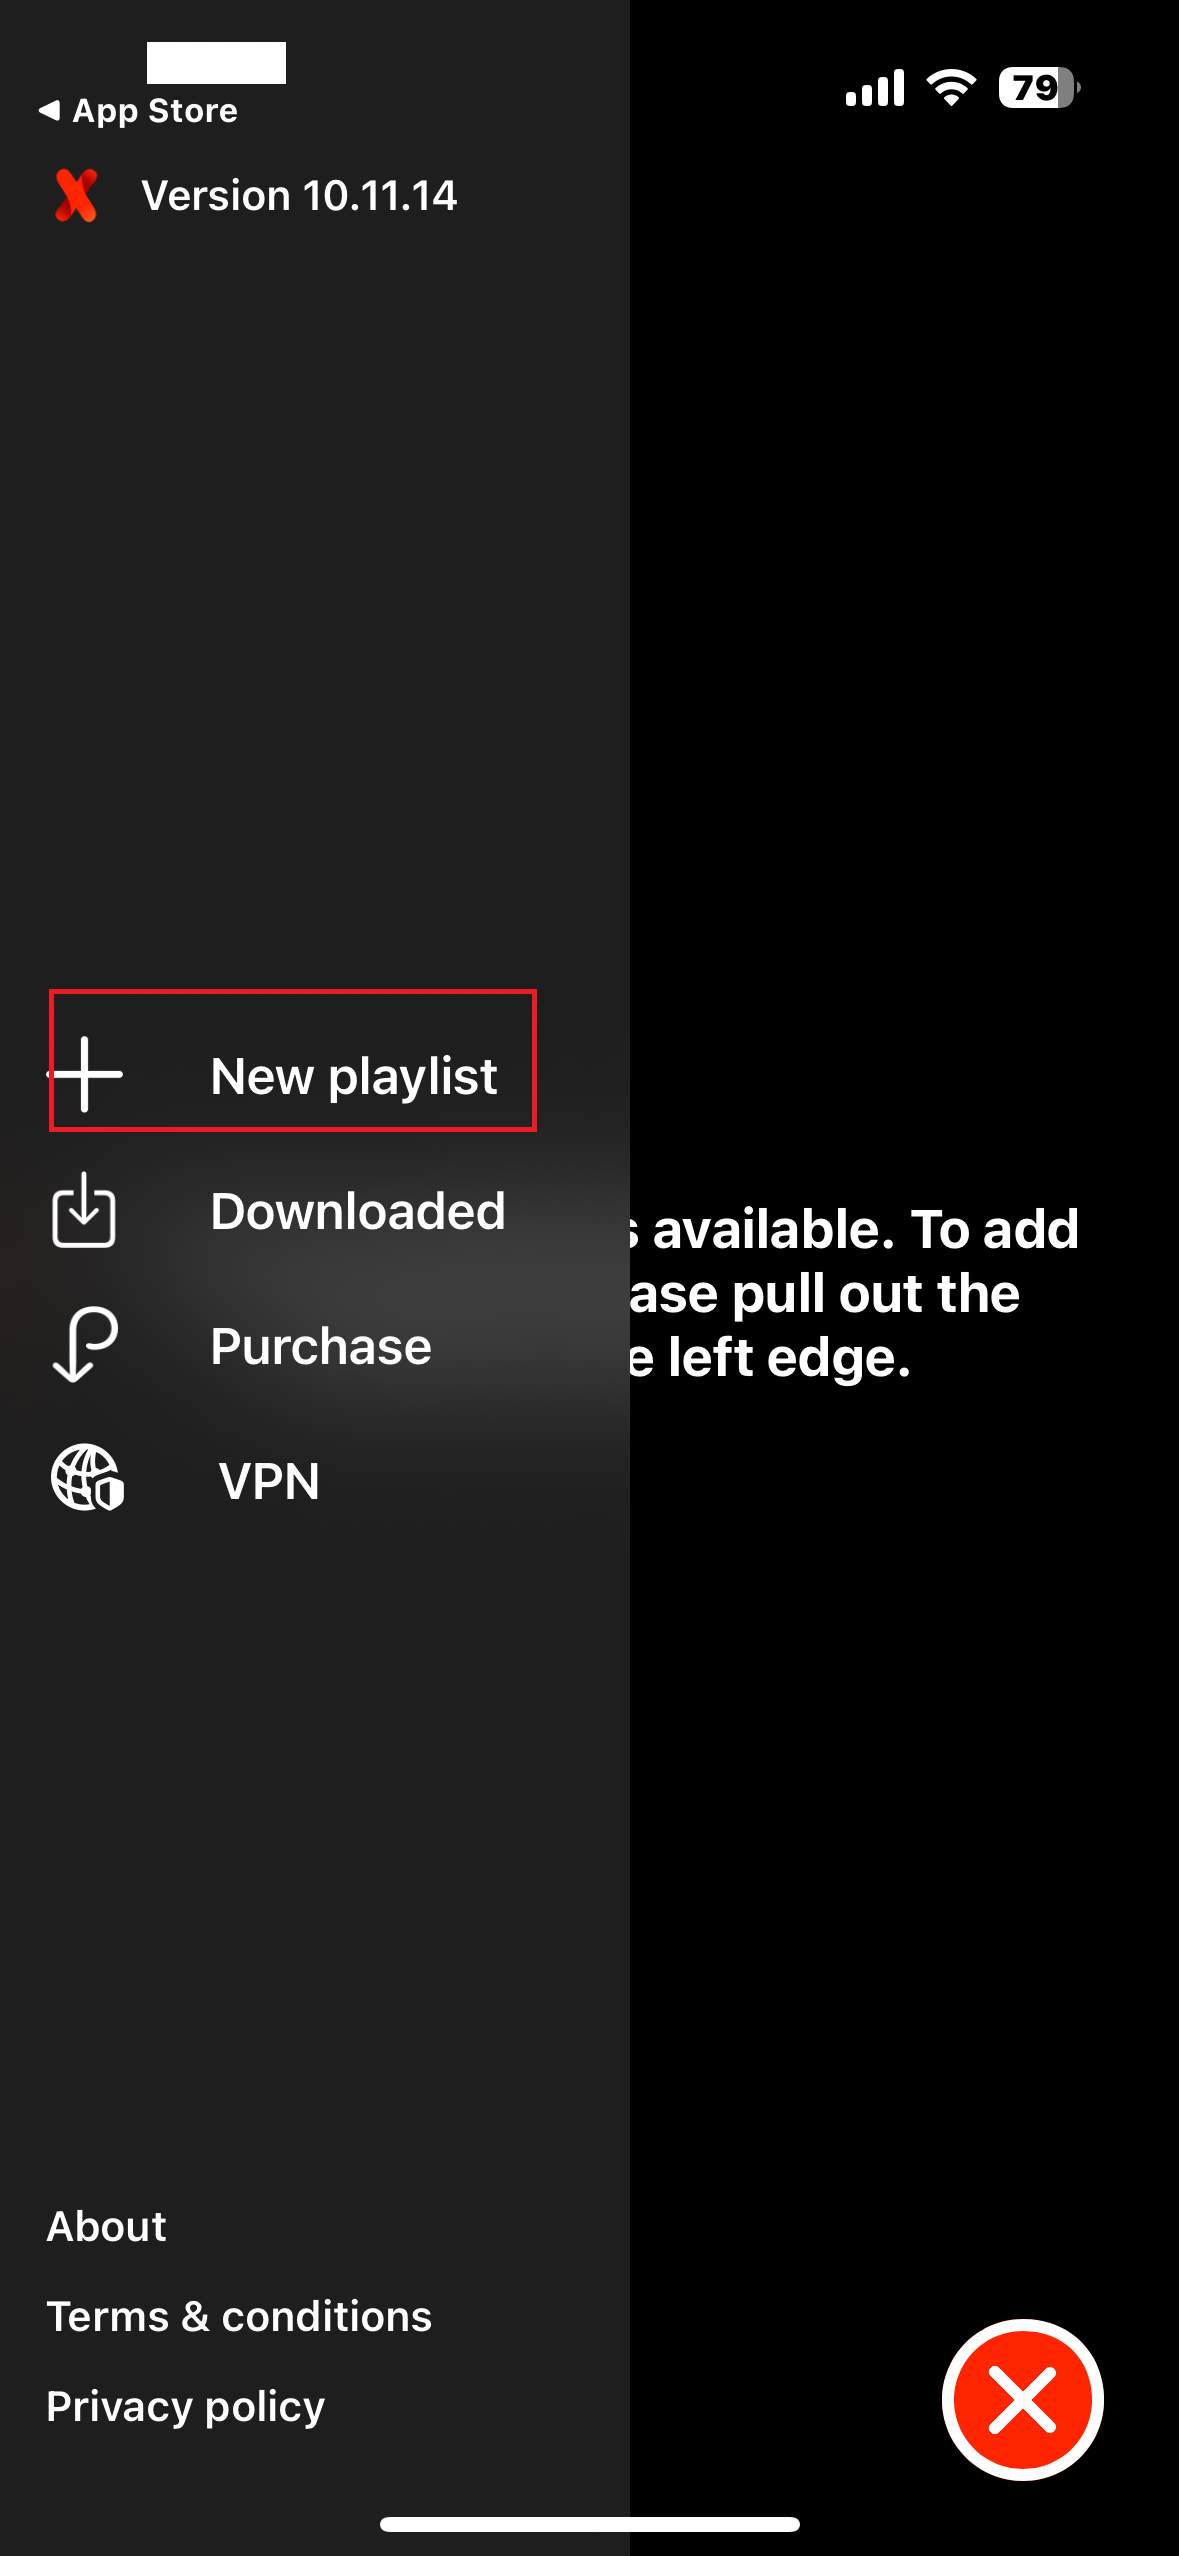 App Store
79
Version 10.11.14
New playlist
Downloaded
available. To add
ase pull out the
Purchase
e left edge.
VPN
About
Terms & conditions
Privacy policy